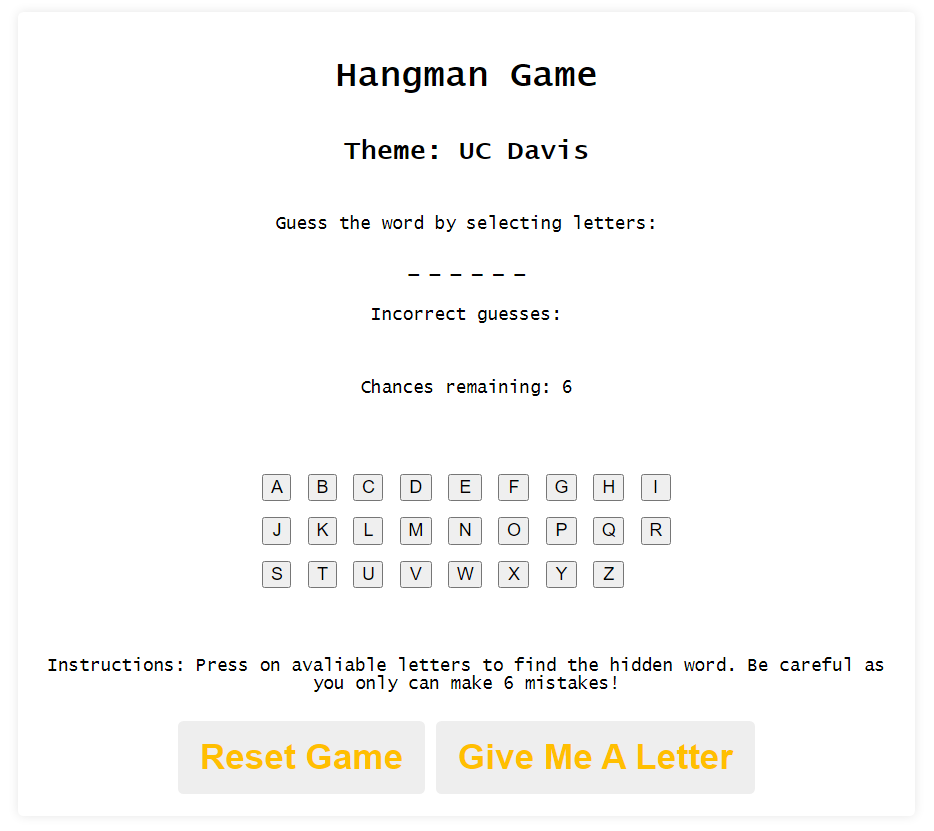 Hangman Game
Theme: UC Davis
Guess the word by selecting letters:
_ _ _ _ _ _
Incorrect guesses:
Chances remaining: 6
A B C D E F G H I
J K L M N O P Q R
S T U V W X Y Z
Instructions: Press on avaliable letters to find the hidden word. Be careful as
you only can make 6 mistakes!
Reset Game Give Me A Letter